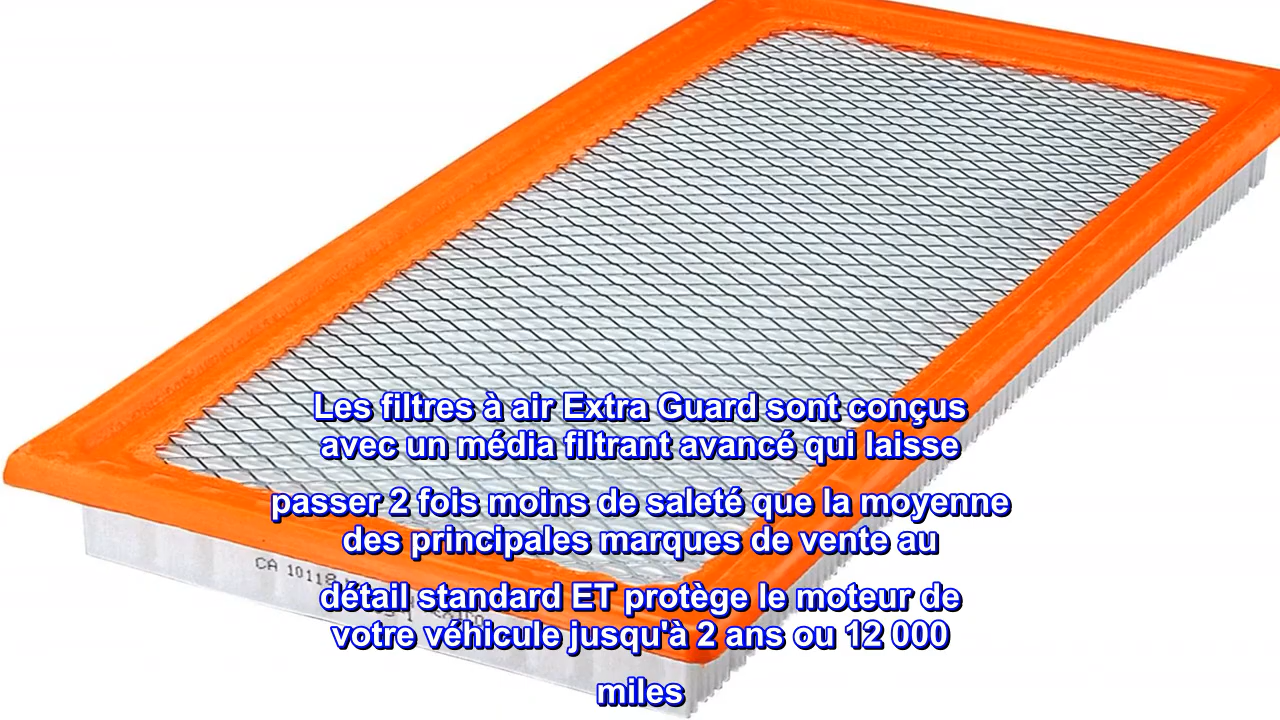 Les filtres à air Extra Guard sont conçus
avec un média filtrant avancé qui laisse
passer 2 fois moins de saleté que la moyenne
des principales marques de vente au
CA 10118
détail standard ET protège le moteur de
votre véhicule jusqu'à 2 ans ou 12 000
miles